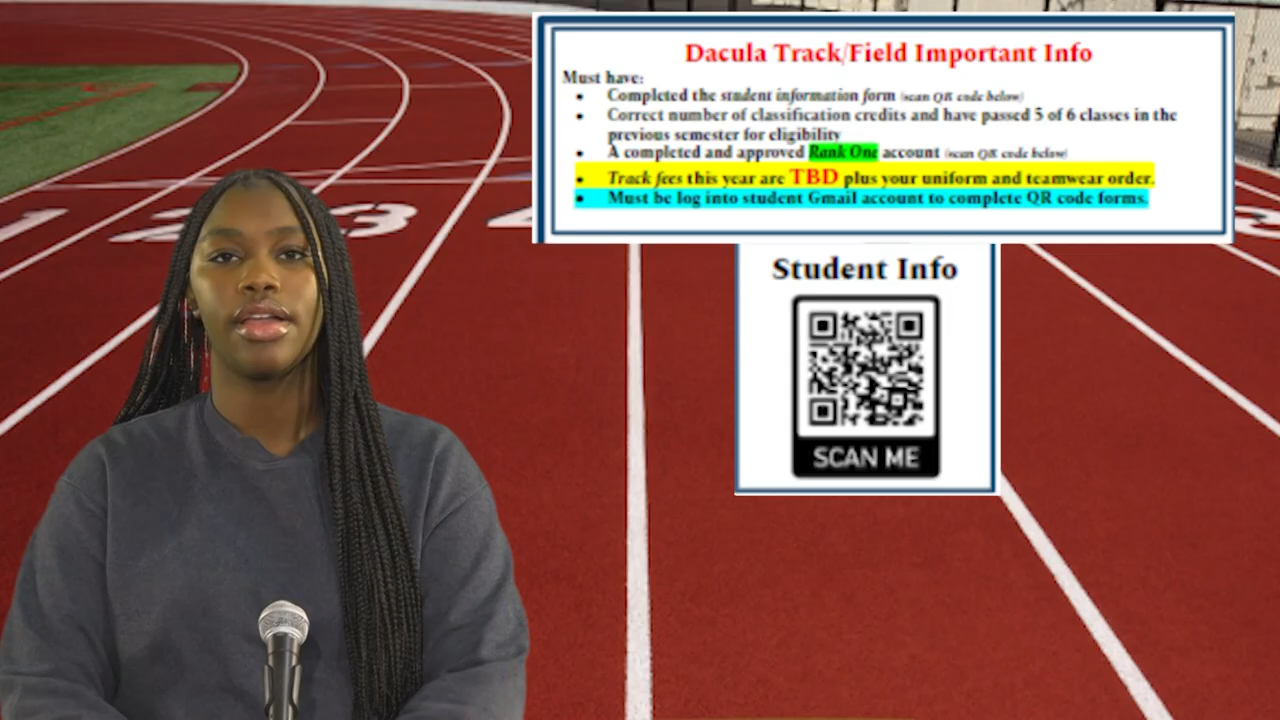 Dacula Track/Field Important Info
Must have:
• Completed the student information form (scan QR code below)
• Correct number of classification credits and have passed 5 of 6 classes in the
previous semester for eligibility
• A completed and approved Rank One account (scan QR code below)
• Track fees this year are TBD plus your uniform and teamwear order.
• Must be log into student Gmail account to complete QR code forms.
1 2 3
Student Info
SCAN ME